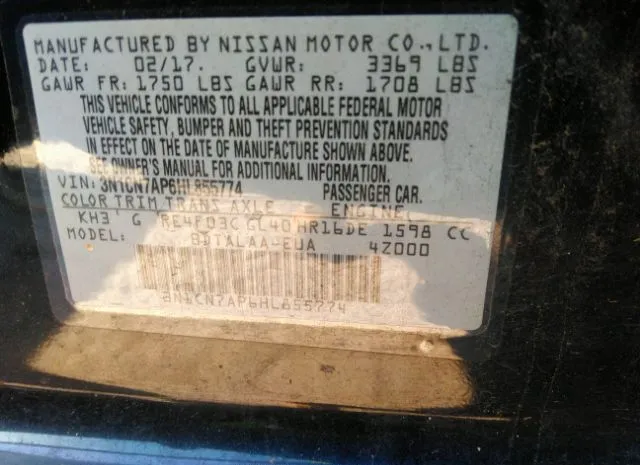 MANUFACTURED BY NISSAN MOTOR CO., LTD.
DATE: 02/17. GVWR: 3369 LBS
GAWR FR: 1750 LBS GAWR RR: 1708 LBS
THIS VEHICLE CONFORMS TO ALL APPLICABLE FEDERAL MOTOR
VEHICLE SAFETY, BUMPER AND THEFT PREVENTION STANDARDS
IN EFFECT ON THE DATE OF MANUFACTURE SHOWN ABOVE.
SEE OWNER'S MANUAL FOR ADDITIONAL INFORMATION.
VIN: 3N1CN7AP6HL855774 PASSENGER CAR.
COLOR TRIM TRANS AXLE ENGINE
KH3 G RE4F03C GL40 HR16DE 1598 CC
MODEL: BDTALAA-EUA 4Z000
3N1CN7AP6HL855774